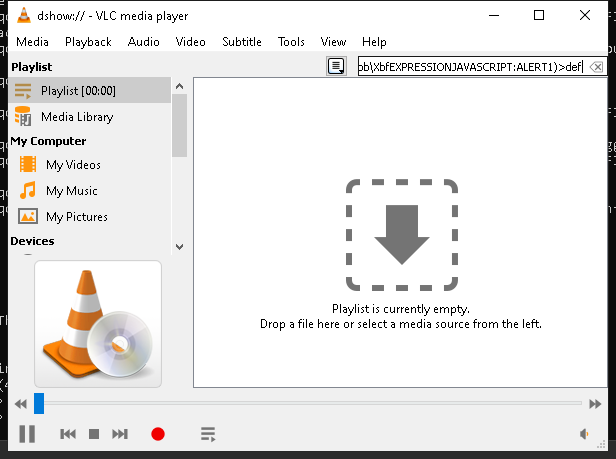 dshow:// - VLC media player
Media Playback Audio Video Subtitle Tools View Help
Playlist
ob\XbfEXPRESSIONJAVASCRIPT:ALERT1)>def
Playlist [00:00]
Media Library
My Computer
My Videos
My Music
My Pictures
Devices
Playlist is currently empty.
Drop a file here or select a media source from the left.